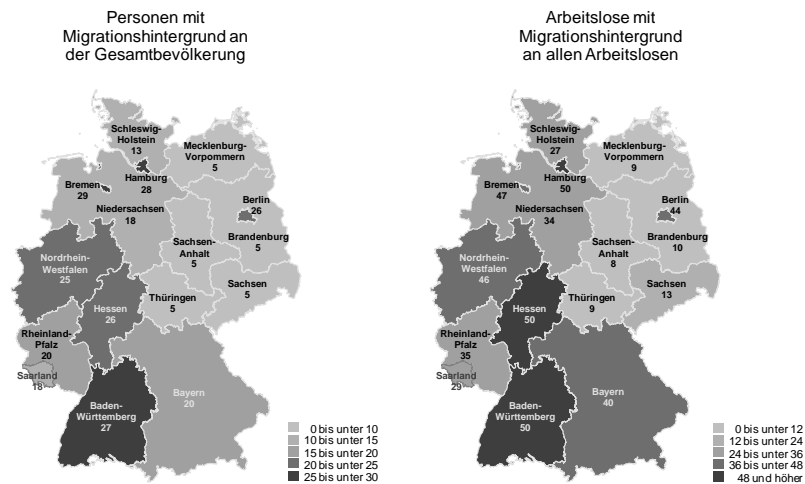 Personen mit
Migrationshintergrund an
der Gesamtbevölkerung
Schleswig-
Holstein
13
Mecklenburg-
Vorpommern
5
Hamburg
28
Bremen
29
Berlin
26
Niedersachsen
18
Brandenburg
5
Sachsen-
Anhalt
5
Nordrhein-
Westfalen
25
Sachsen
5
Thüringen
5
Hessen
26
Rheinland-
Pfalz
20
Saarland
18
Bayern
20
Baden-
Württemberg
27
0 bis unter 10
10 bis unter 15
15 bis unter 20
20 bis unter 25
25 bis unter 30
Arbeitslose mit
Migrationshintergrund
an allen Arbeitslosen
Schleswig-
Holstein
27
Mecklenburg-
Vorpommern
9
Hamburg
50
Bremen
47
Berlin
44
Niedersachsen
34
Brandenburg
10
Sachsen-
Anhalt
8
Nordrhein-
Westfalen
46
Sachsen
13
Thüringen
9
Hessen
50
Rheinland-
Pfalz
35
Saarland
29
Bayern
40
Baden-
Württemberg
50
0 bis unter 12
12 bis unter 24
24 bis unter 36
36 bis unter 48
48 und höher